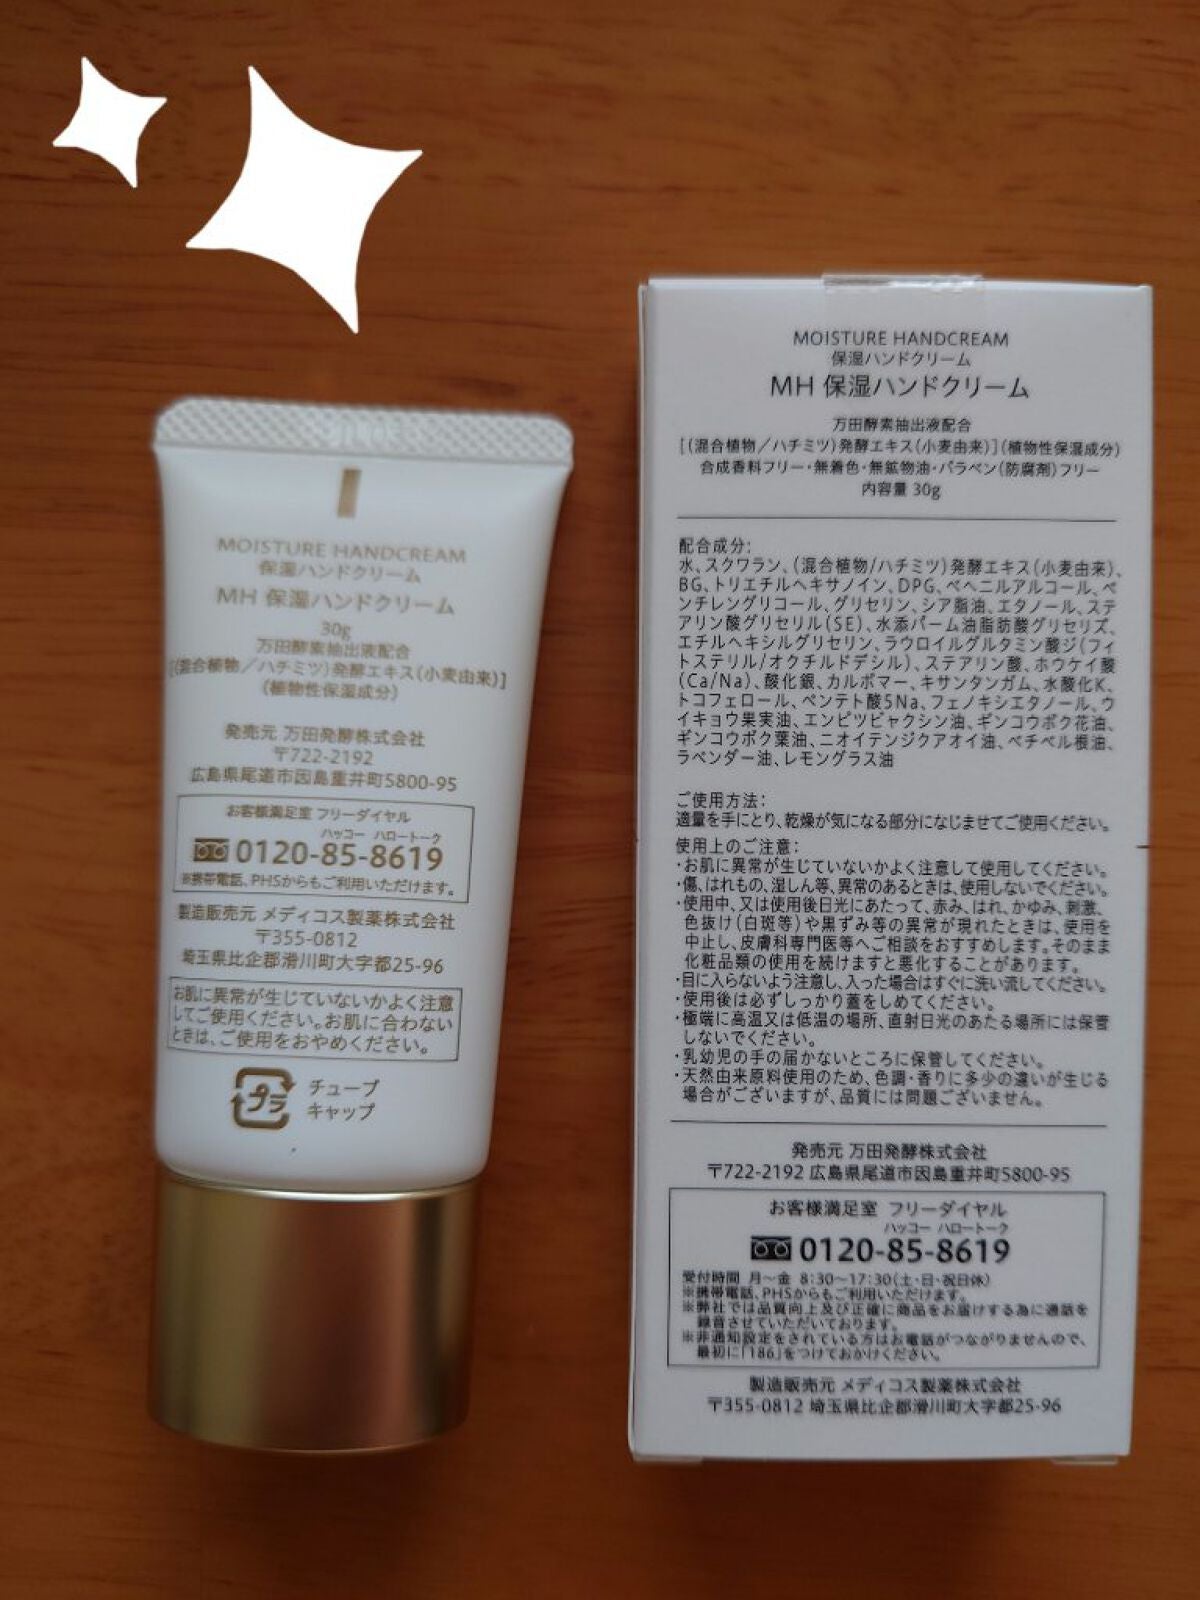 MOISTURE HANDCREAM
保湿ハンドクリーム
MH 保湿ハンドクリーム
30g
万田酵素抽出液配合
[(混合植物／ハチミツ)発酵エキス(小麦由来)]
(植物性保湿成分)
発売元 万田発酵株式会社
〒722-2192
広島県尾道市因島重井町5800-95
お客様満足室 フリーダイヤル
ハッコー ハロートーク
0120-85-8619
※携帯電話、PHSからもご利用いただけます。
製造販売元 メディコス製薬株式会社
〒355-0812
埼玉県比企郡滑川町大字都25-96
お肌に異常が生じていないかよく注意
してご使用ください。お肌に合わない
ときは、ご使用をおやめください。
プラ
チューブ
キャップ
MOISTURE HANDCREAM
保湿ハンドクリーム
MH 保湿ハンドクリーム
万田酵素抽出液配合
[(混合植物／ハチミツ)発酵エキス(小麦由来)](植物性保湿成分)
合成香料フリー・無着色・無鉱物油・パラベン(防腐剤)フリー
内容量 30g
配合成分:
水、スクワラン、(混合植物/ハチミツ)発酵エキス(小麦由来)、
BG、トリエチルヘキサノイン、DPG、ベヘニルアルコール、ペ
ンチレングリコール、グリセリン、シア脂油、エタノール、ステ
アリン酸グリセリル(SE)、水添パーム油脂肪酸グリセリズ、
エチルヘキシルグリセリン、ラウロイルグルタミン酸ジ(フィ
トステリル/オクチルドデシル)、ステアリン酸、ホウケイ酸
(Ca/Na)、酸化銀、カルボマー、キサンタンガム、水酸化K、
トコフェロール、ペンテト酸5Na、フェノキシエタノール、ウ
イキョウ果実油、エンピツビャクシン油、ギンコウボク花油、
ギンコウボク葉油、ニオイテンジクアオイ油、ベチベル根油、
ラベンダー油、レモングラス油
ご使用方法:
適量を手にとり、乾燥が気になる部分になじませてご使用ください。
使用上のご注意:
・お肌に異常が生じていないかよく注意して使用してください。
・傷、はれもの、湿しん等、異常のあるときは、使用しないでください。
・使用中、又は使用後日光にあたって、赤み、はれ、かゆみ、刺激、
色抜け(白斑等)や黒ずみ等の異常が現れたときは、使用を
中止し、皮膚科専門医等へご相談をおすすめします。そのまま
化粧品類の使用を続けますと悪化することがあります。
・目に入らないよう注意し、入った場合はすぐに洗い流してください。
・使用後は必ずしっかり蓋をしめてください。
・極端に高温又は低温の場所、直射日光のあたる場所には保管
しないでください。
・乳幼児の手の届かないところに保管してください。
・天然由来原料使用のため、色調・香りに多少の違いが生じる
場合がございますが、品質には問題ございません。
発売元 万田発酵株式会社
〒722-2192 広島県尾道市因島重井町5800-95
お客様満足室 フリーダイヤル
ハッコー ハロートーク
0120-85-8619
受付時間 月～金 8:30～17:30(土・日・祝日休)
※携帯電話、PHSからもご利用いただけます。
※弊社では品質向上及び正確に商品をお届けする為に通話を
録音させていただいております。
※非通知設定をされている方はお電話がつながりませんので、
最初に「186」をつけておかけください。
製造販売元 メディコス製薬株式会社
〒355-0812 埼玉県比企郡滑川町大字都25-96